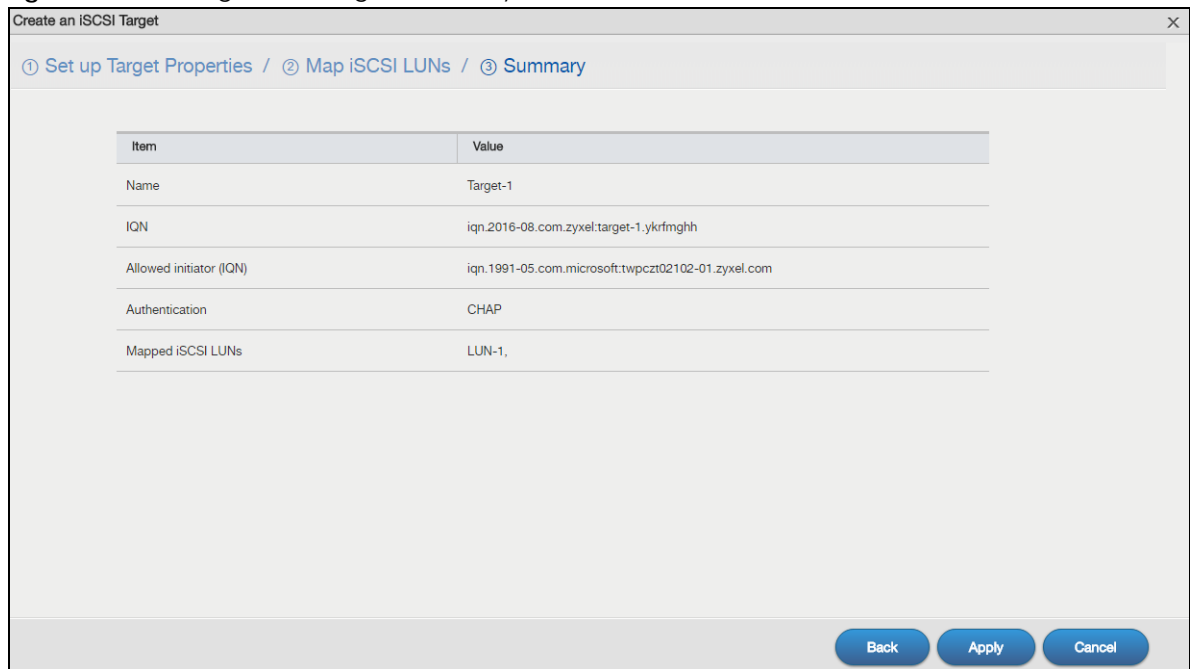 Create an iSCSI Target
① Set up Target Properties / ② Map iSCSI LUNs / ③ Summary
Item Value
Name Target-1
IQN iqn.2016-08.com.zyxel:target-1.ykrfmghh
Allowed initiator (IQN) iqn.1991-05.com.microsoft:twpczt02102-01.zyxel.com
Authentication CHAP
Mapped iSCSI LUNs LUN-1,
Back Apply Cancel